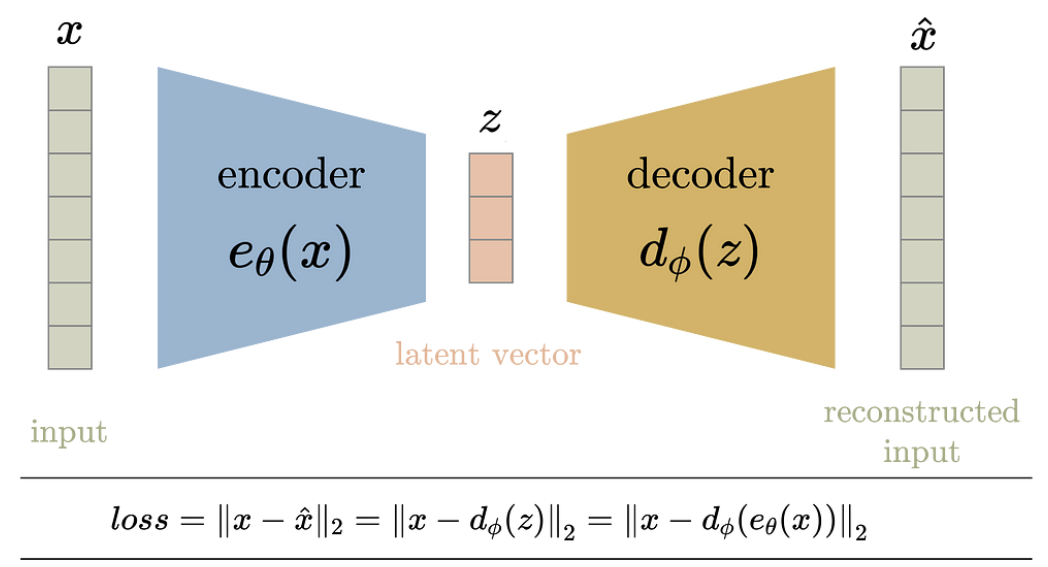 x
x̂
z
encoder
e_θ(x)
decoder
d_ϕ(z)
latent vector
input
reconstructed
input
loss = ‖x − x̂‖₂ = ‖x − d_ϕ(z)‖₂ = ‖x − d_ϕ(e_θ(x))‖₂